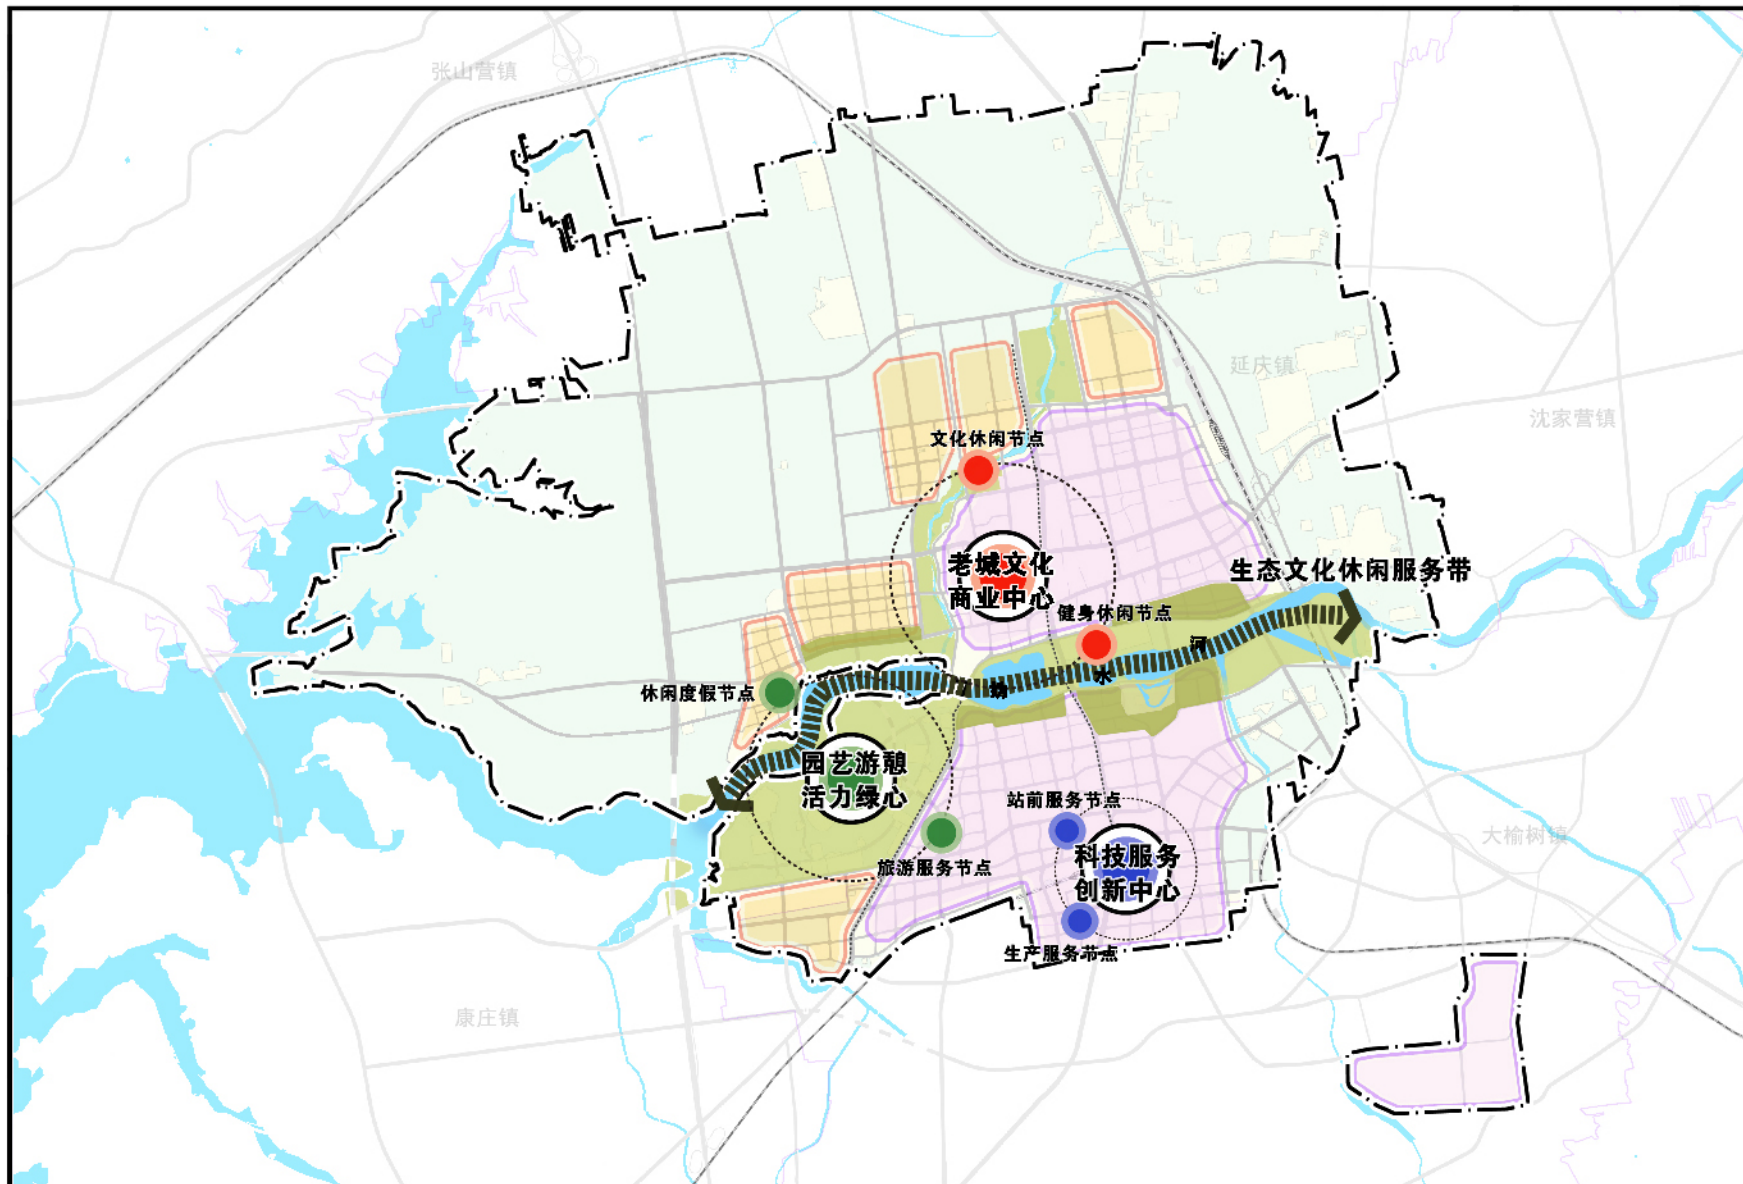 张山营镇
延庆镇
沈家营镇
文化休闲节点
老城文化
商业中心
生态文化休闲服务带
健身休闲节点
河
水
妫
休闲度假节点
园艺游憩
活力绿心
站前服务节点
大榆树镇
旅游服务节点
科技服务
创新中心
生产服务节点
康庄镇